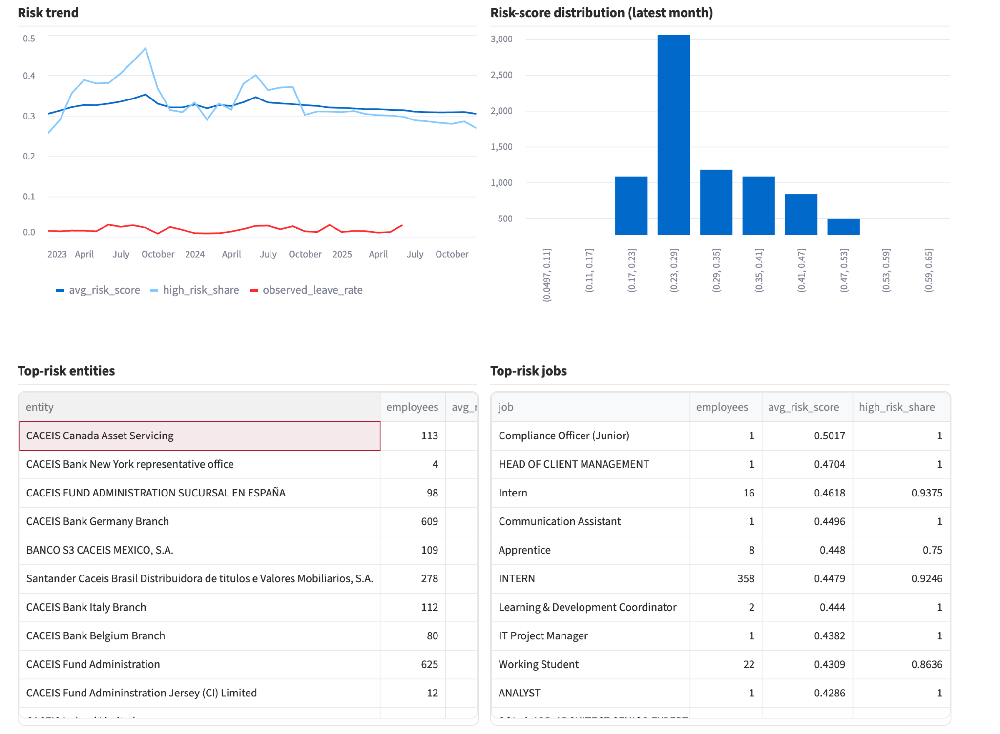 Risk trend
0.5
0.4
0.3
0.2
0.1
0.0
2023 April July October 2024 April July October 2025 April July October
avg_risk_score high_risk_share observed_leave_rate
Risk-score distribution (latest month)
3,000
2,500
2,000
1,500
1,000
500
(0.0497, 0.11]
(0.11, 0.17]
(0.17, 0.23]
(0.23, 0.29]
(0.29, 0.35]
(0.35, 0.41]
(0.41, 0.47]
(0.47, 0.53]
(0.53, 0.59]
(0.59, 0.65]
Top-risk entities
entity employees avg_r
CACEIS Canada Asset Servicing 113
CACEIS Bank New York representative office 4
CACEIS FUND ADMINISTRATION SUCURSAL EN ESPAÑA 98
CACEIS Bank Germany Branch 609
BANCO S3 CACEIS MEXICO, S.A. 109
Santander Caceis Brasil Distribuidora de titulos e Valores Mobiliarios, S.A. 278
CACEIS Bank Italy Branch 112
CACEIS Bank Belgium Branch 80
CACEIS Fund Administration 625
CACEIS Fund Admininstration Jersey (CI) Limited 12
Top-risk jobs
job employees avg_risk_score high_risk_share
Compliance Officer (Junior) 1 0.5017 1
HEAD OF CLIENT MANAGEMENT 1 0.4704 1
Intern 16 0.4618 0.9375
Communication Assistant 1 0.4496 1
Apprentice 8 0.448 0.75
INTERN 358 0.4479 0.9246
Learning & Development Coordinator 2 0.444 1
IT Project Manager 1 0.4382 1
Working Student 22 0.4309 0.8636
ANALYST 1 0.4286 1